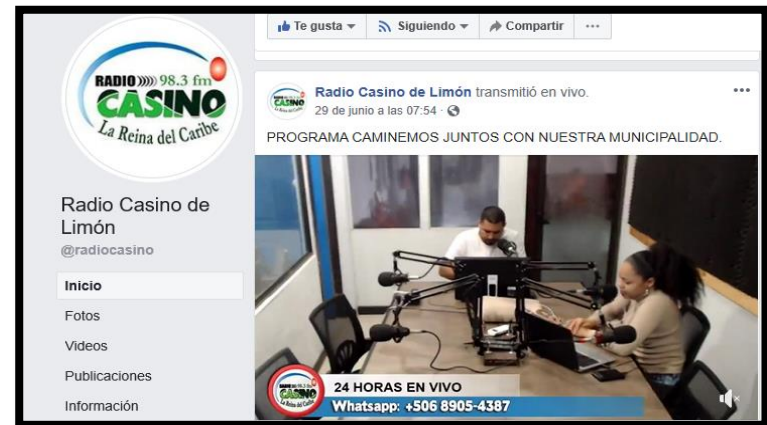 Te gusta Siguiendo Compartir ...
RADIO 98.3 fm
CASINO
La Reina del Caribe
Radio Casino de
Limón
@radiocasino
Inicio
Fotos
Videos
Publicaciones
Información
Radio Casino de Limón transmitió en vivo.
29 de junio a las 07:54 ·
PROGRAMA CAMINEMOS JUNTOS CON NUESTRA MUNICIPALIDAD.
CASINO
24 HORAS EN VIVO
Whatsapp: +506 8905-4387